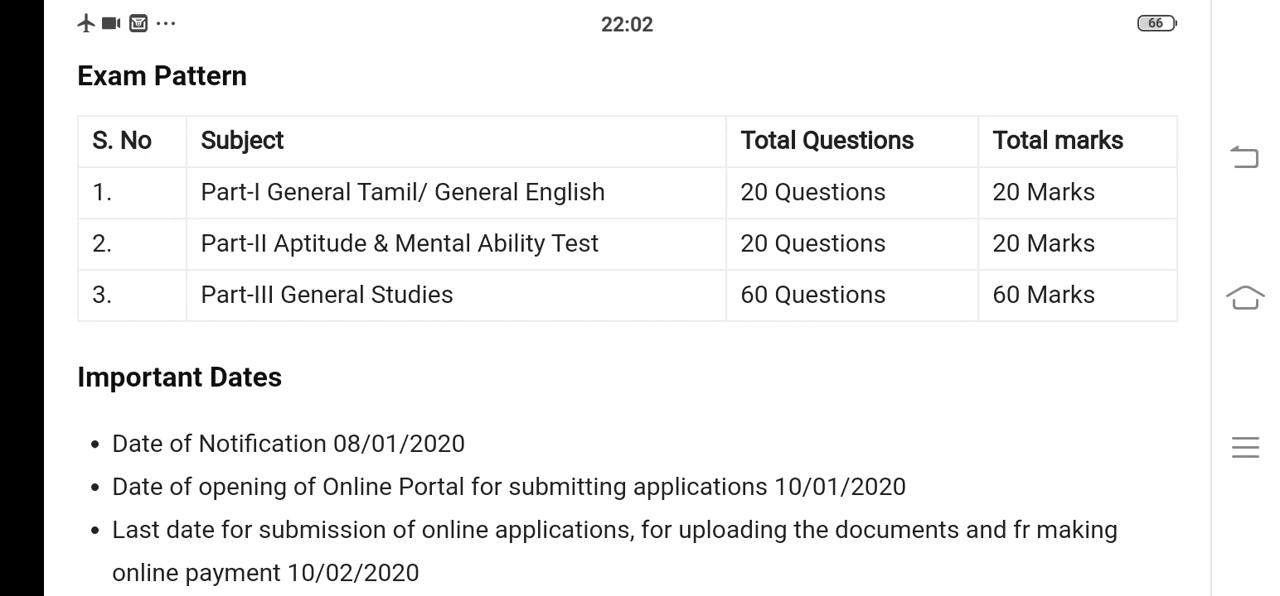 22:02
66
Exam Pattern
S. No Subject Total Questions Total marks
1. Part-I General Tamil/ General English 20 Questions 20 Marks
2. Part-II Aptitude & Mental Ability Test 20 Questions 20 Marks
3. Part-III General Studies 60 Questions 60 Marks
Important Dates
• Date of Notification 08/01/2020
• Date of opening of Online Portal for submitting applications 10/01/2020
• Last date for submission of online applications, for uploading the documents and fr making
online payment 10/02/2020